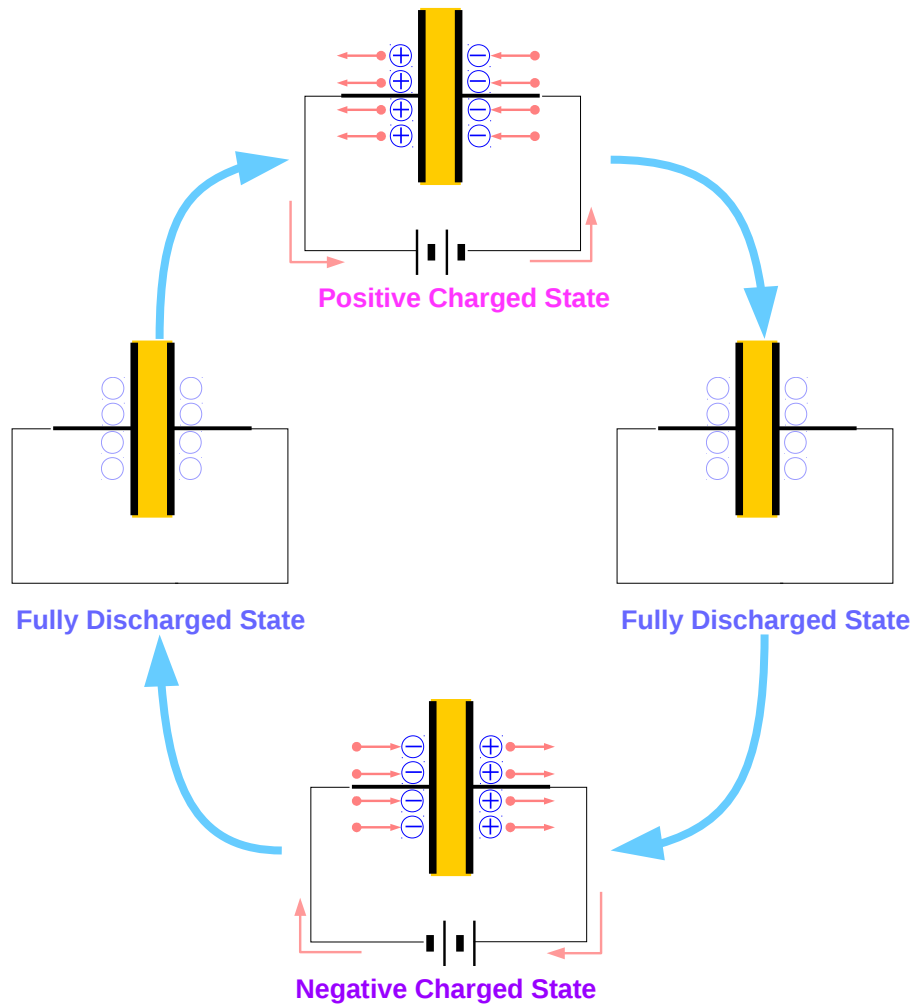 Positive Charged State
Fully Discharged State
Fully Discharged State
Negative Charged State